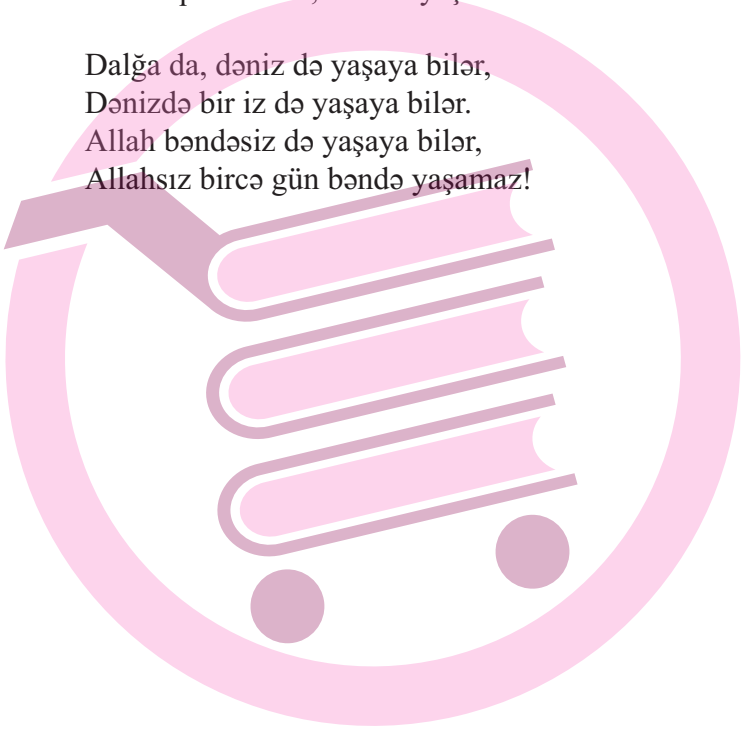 Dalğa da, dəniz də yaşaya bilər,
Dənizdə bir iz də yaşaya bilər.
Allah bəndəsiz də yaşaya bilər,
Allahsız bircə gün bəndə yaşamaz!